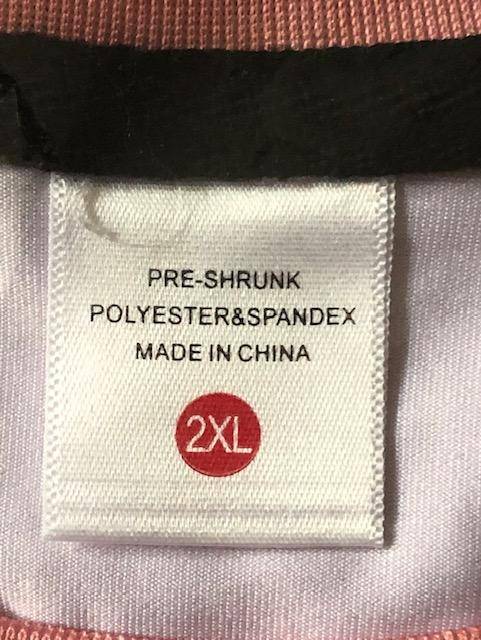 PRE-SHRUNK
POLYESTER&SPANDEX
MADE IN CHINA
2XL